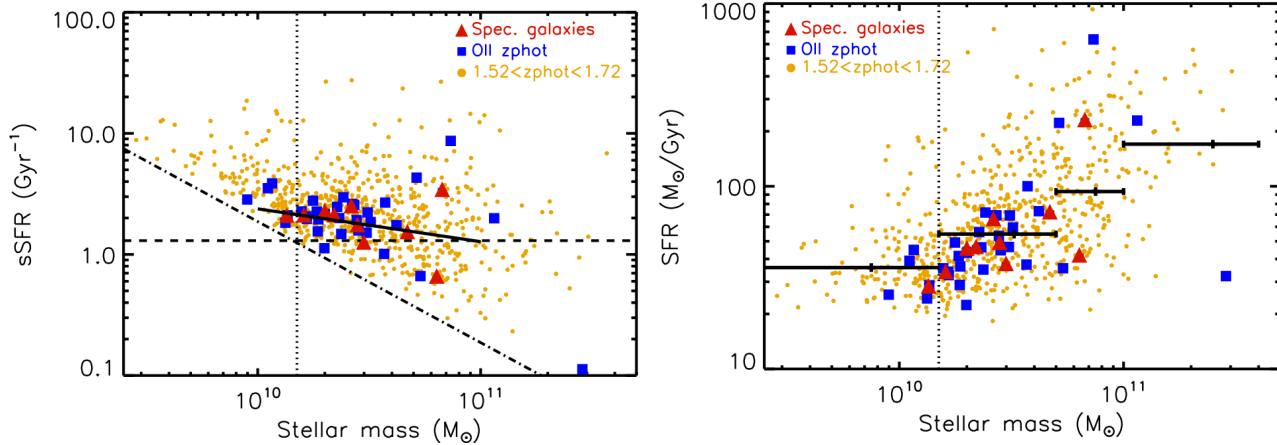 100.0
10.0
1.0
0.1
sSFR (Gyr⁻¹)
Spec. galaxies
OII zphot
1.52<zphot<1.72
10¹⁰
10¹¹
Stellar mass (M☉)
1000
100
10
SFR (M☉/Gyr)
Spec. galaxies
OII zphot
1.52<zphot<1.72
10¹⁰
10¹¹
Stellar mass (M☉)